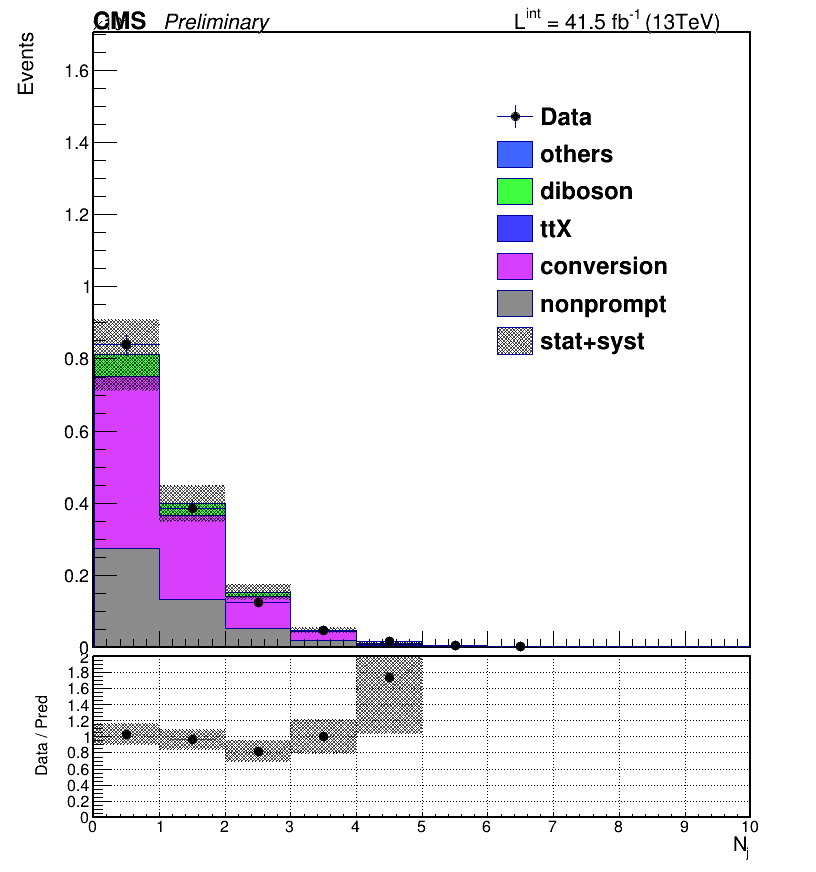 CMS Preliminary L^int = 41.5 fb^-1 (13TeV)
Events
1.6
1.4
1.2
1
0.8
0.6
0.4
0.2
0
Data
others
diboson
ttX
conversion
nonprompt
stat+syst
Data / Pred
2
1.8
1.6
1.4
1.2
1
0.8
0.6
0.4
0.2
0
0 1 2 3 4 5 6 7 8 9 10
N_j